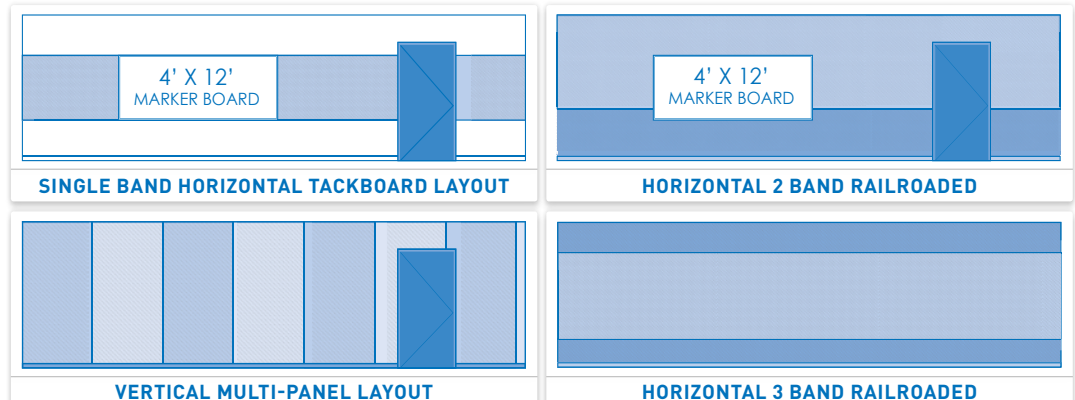 4' X 12'
MARKER BOARD
SINGLE BAND HORIZONTAL TACKBOARD LAYOUT
4' X 12'
MARKER BOARD
HORIZONTAL 2 BAND RAILROADED
VERTICAL MULTI-PANEL LAYOUT
HORIZONTAL 3 BAND RAILROADED